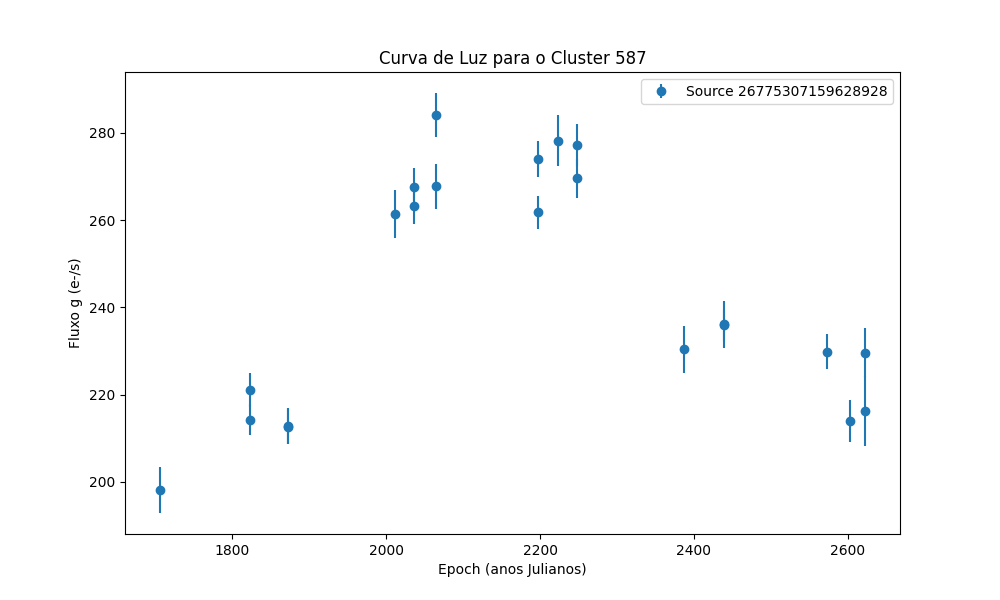 Curva de Luz para o Cluster 587
Source 26775307159628928
Fluxo g (e-/s)
280
260
240
220
200
1800
2000
2200
2400
2600
Epoch (anos Julianos)